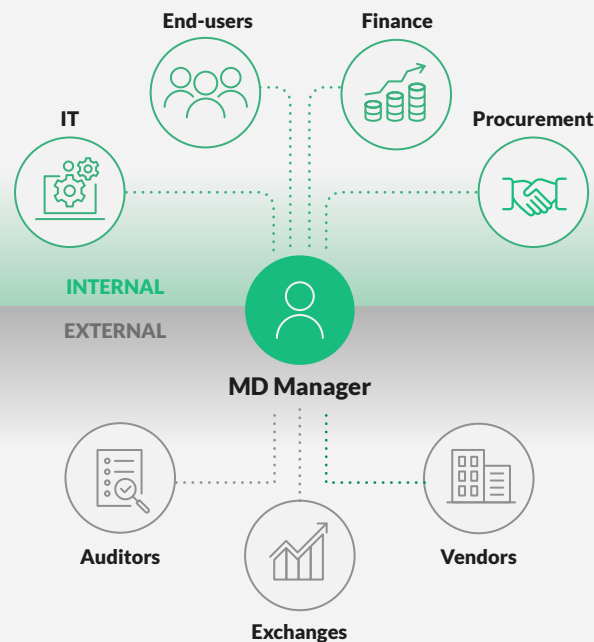 End-users
Finance
IT
Procurement
INTERNAL
EXTERNAL
MD Manager
Auditors
Vendors
Exchanges